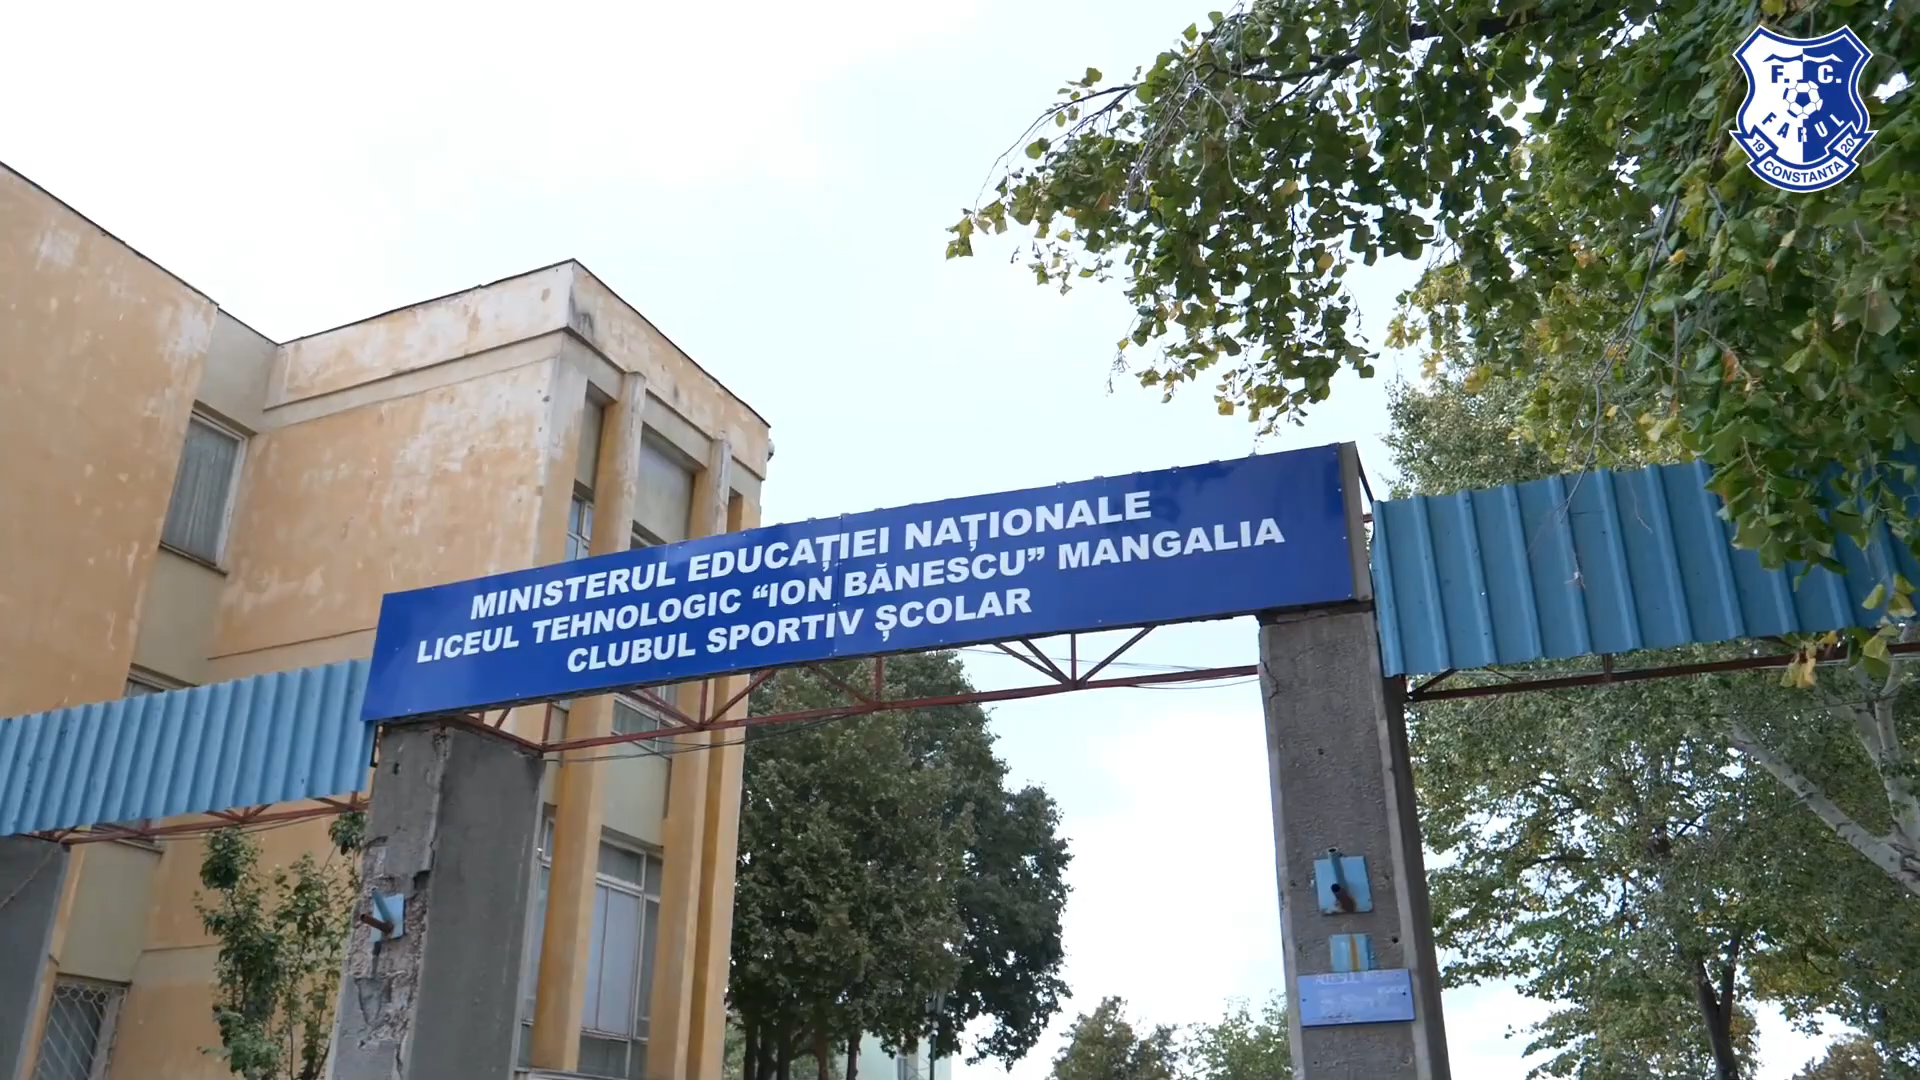 F. C.
FARUL
19 20
CONSTANTA
MINISTERUL EDUCAȚIEI NAȚIONALE
LICEUL TEHNOLOGIC “ION BĂNESCU” MANGALIA
CLUBUL SPORTIV ȘCOLAR